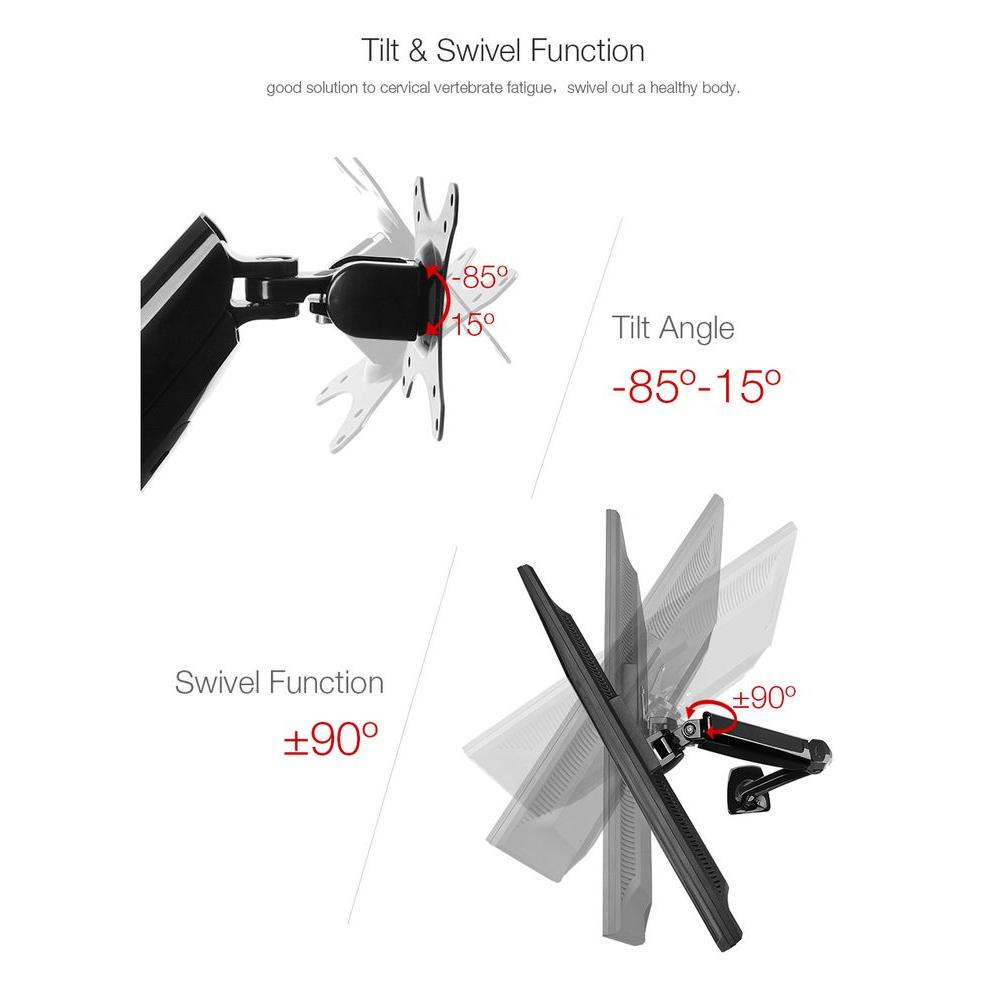 Tilt & Swivel Function
good solution to cervical vertebrate fatigue，swivel out a healthy body.
-85º
15º
Tilt Angle
-85º-15º
Swivel Function
±90º
±90º